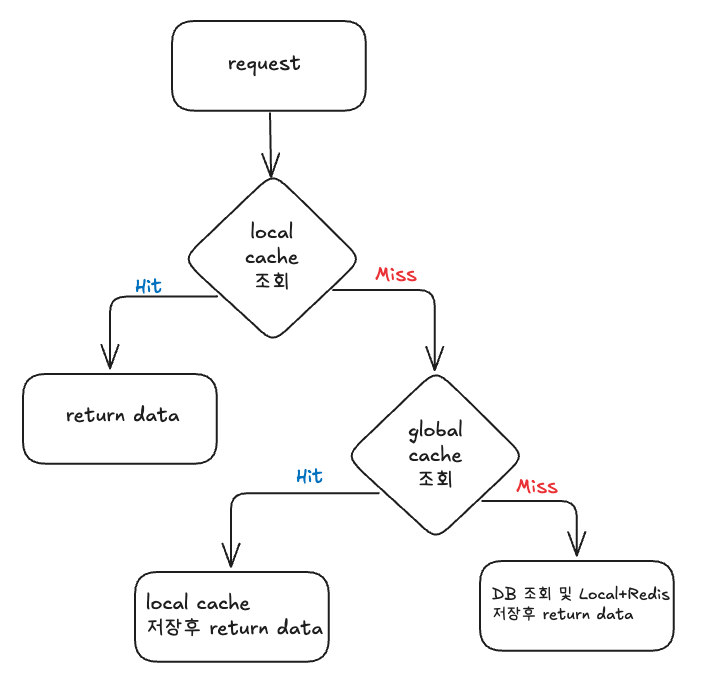 request
local
cache
조회
Hit
Miss
return data
global
cache
조회
Hit
Miss
local cache
저장후 return data
DB 조회 및 Local+Redis
저장후 return data